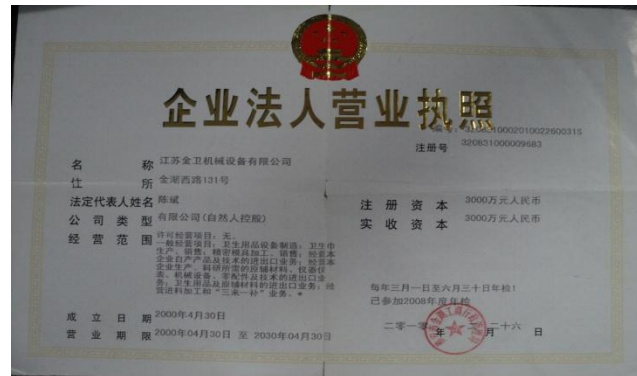 企业法人营业执照
编号：320831000201002260031S
注册号 320831000009683
名 称 江苏金卫机械设备有限公司
住 所 金湖西路131号
法定代表人姓名 陈斌
注 册 资 本 3000万元人民币
公 司 类 型 有限公司(自然人控股)
实 收 资 本 3000万元人民币
经 营 范 围 许可经营项目：无。
一般经营项目：卫生用品设备制造；卫生巾
生产、销售；精密模具加工、销售；经营本
企业自产产品及技术的进出口业务；经营本
企业生产、科研所需的原辅材料、仪器仪
表、机械设备、零配件及技术的进出口业
务；卫生用品及原辅材料的进出口业务；经
营进料加工和“三来一补”业务。*
每年三月一日至六月三十日年检！
已参加2008年度年检
成 立 日 期 2000年4月30日
营 业 期 限 2000年04月30日 至 2030年04月30日
二零一零 年 月 二十六 日